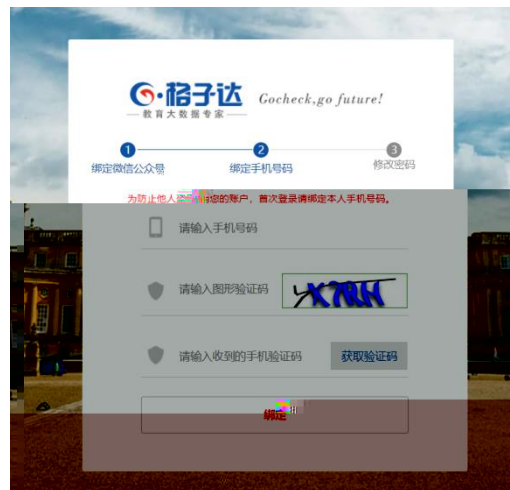 格子达
教育大数据专家
Gocheck,go future!
1 2 3
绑定微信公众号 绑定手机号码 修改密码
为防止他人 您的账户，首次登录请绑定本人手机号码。
请输入手机号码
请输入图形验证码
请输入收到的手机验证码 获取验证码
绑定